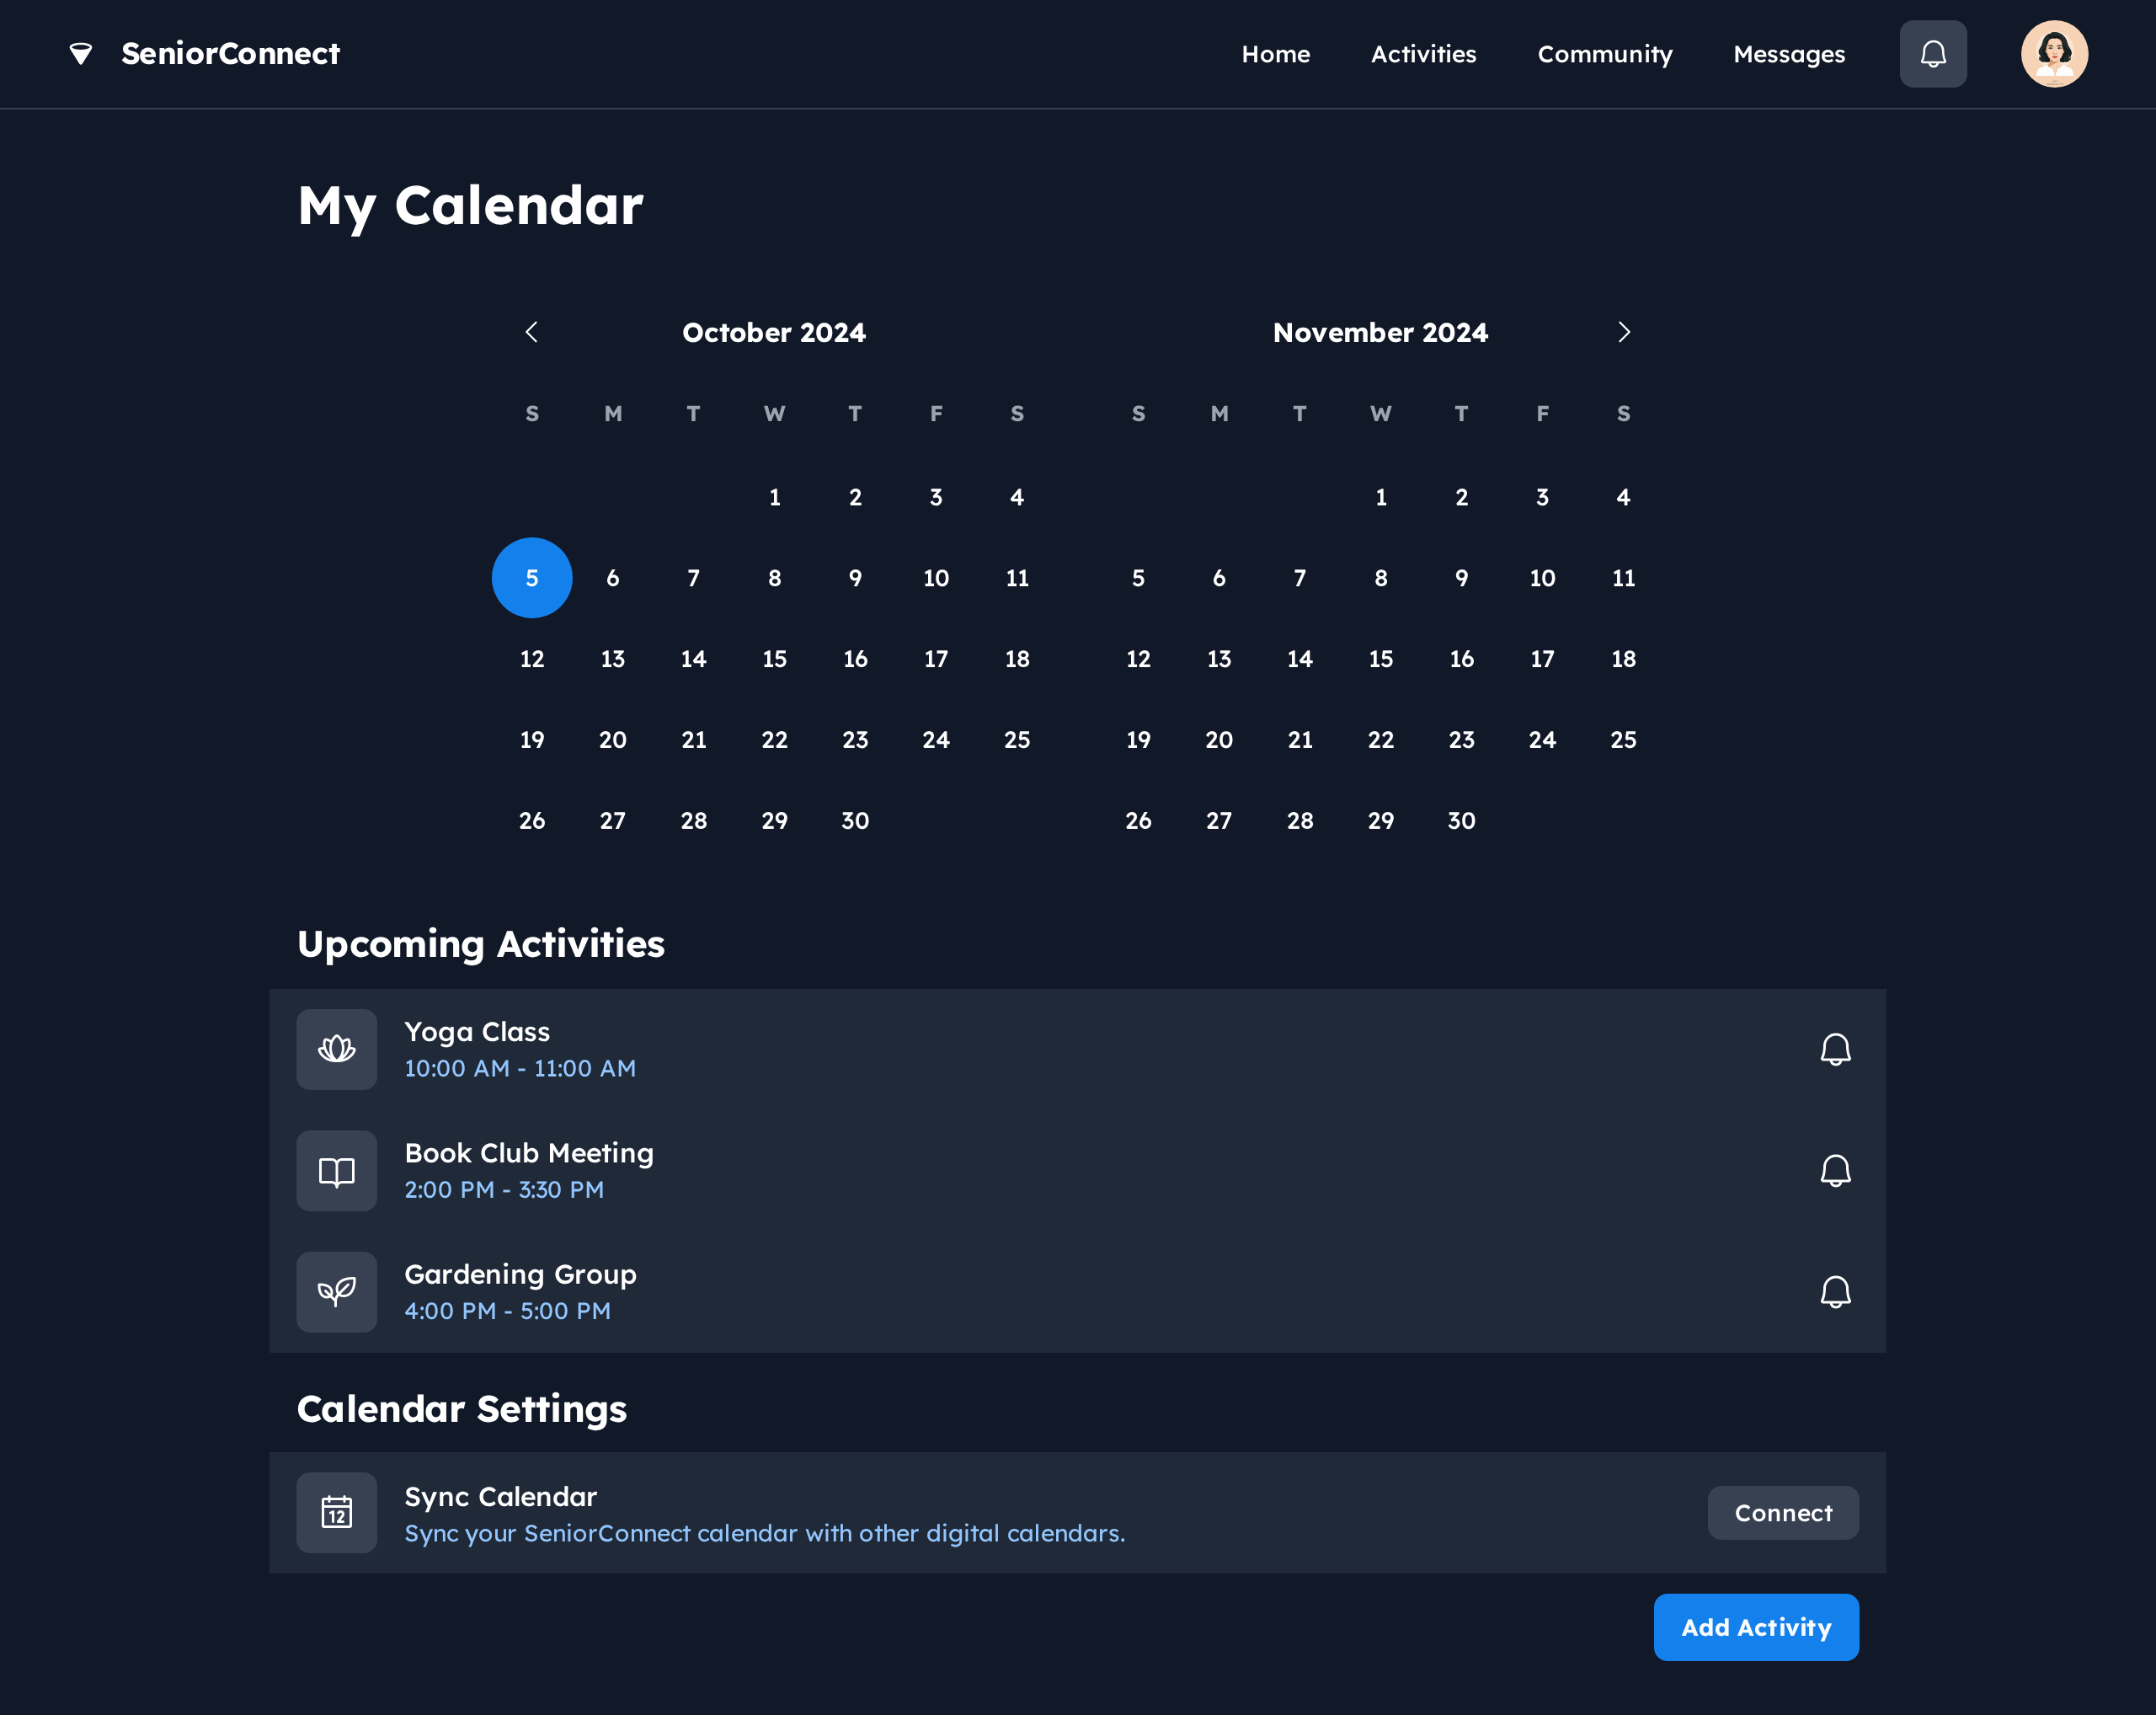 SeniorConnect
Home Activities Community Messages
My Calendar
October 2024
S M T W T F S
1 2 3 4
5 6 7 8 9 10 11
12 13 14 15 16 17 18
19 20 21 22 23 24 25
26 27 28 29 30
November 2024
S M T W T F S
1 2 3 4
5 6 7 8 9 10 11
12 13 14 15 16 17 18
19 20 21 22 23 24 25
26 27 28 29 30
Upcoming Activities
Yoga Class
10:00 AM - 11:00 AM
Book Club Meeting
2:00 PM - 3:30 PM
Gardening Group
4:00 PM - 5:00 PM
Calendar Settings
12
Sync Calendar
Sync your SeniorConnect calendar with other digital calendars.
Connect
Add Activity